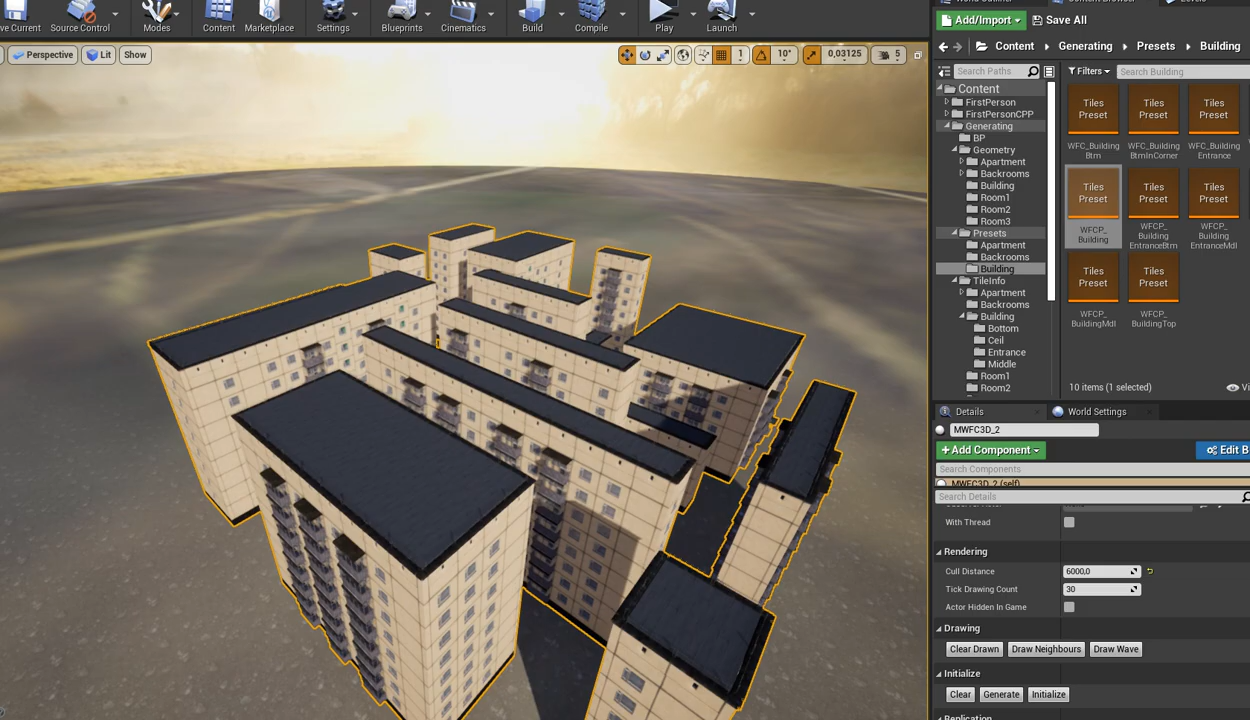 Source Control
Modes
Content
Marketplace
Settings
Blueprints
Cinematics
Build
Compile
Play
Launch
Perspective
Lit
Show
1
10°
0,03125
5
Add/Import
Save All
Content
Generating
Presets
Building
Search Paths
Filters
Search Building
Content
FirstPerson
FirstPersonCPP
Generating
BP
Geometry
Apartment
Backrooms
Building
Room1
Room2
Room3
Presets
Apartment
Backrooms
Building
TileInfo
Apartment
Backrooms
Building
Bottom
Ceil
Entrance
Middle
Room1
Room2
Tiles Preset
WFC_Building
Btm
Tiles Preset
WFC_Building
BtmInCorner
Tiles Preset
WFC_Building
Entrance
Tiles Preset
WFCP_
Building
Tiles Preset
WFCP_
Building
EntranceBtm
Tiles Preset
WFCP_
Building
EntranceMdl
Tiles Preset
WFCP_
BuildingMdl
Tiles Preset
WFCP_
BuildingTop
10 items (1 selected)
Details
World Settings
MWFC3D_2
Add Component
Edit B
Search Components
MWFC3D_2 (self)
Search Details
With Thread
Rendering
Cull Distance
6000,0
Tick Drawing Count
30
Actor Hidden In Game
Drawing
Clear Drawn
Draw Neighbours
Draw Wave
Initialize
Clear
Generate
Initialize
Replication